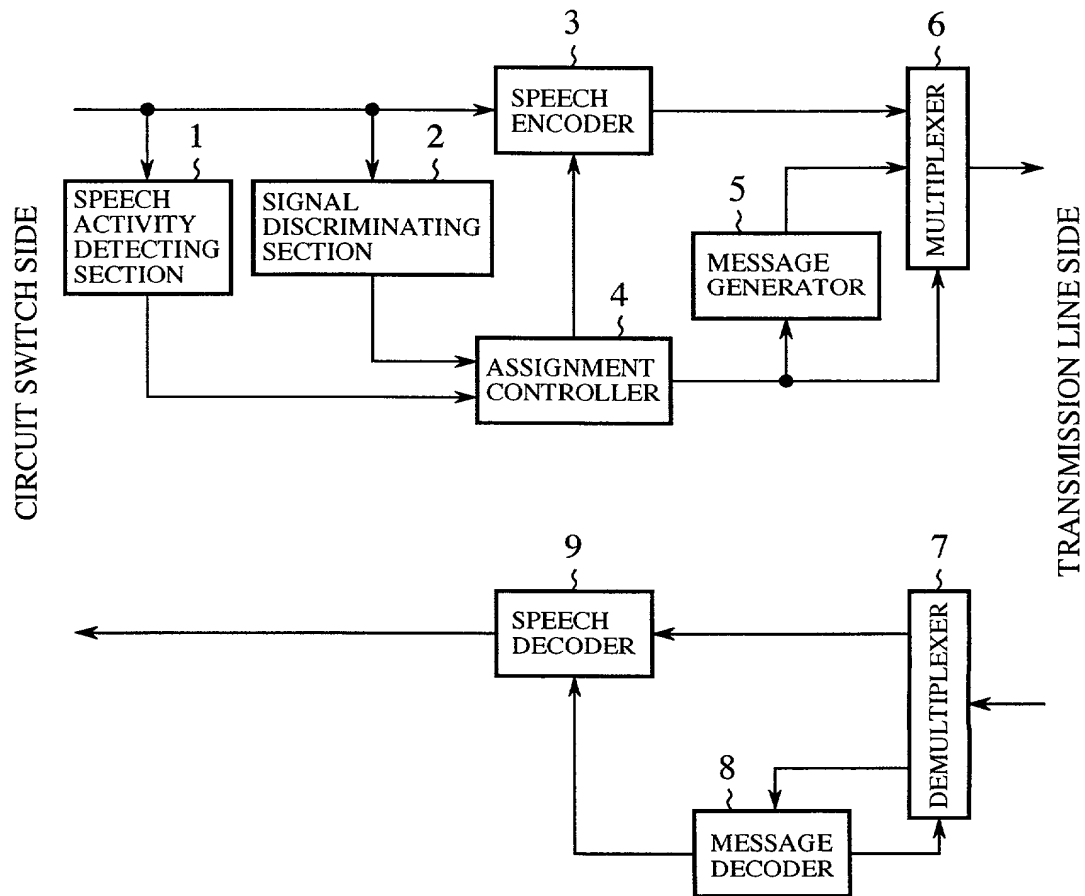 3
6
SPEECH
ENCODER
1
2
SPEECH
ACTIVITY
DETECTING
SECTION
SIGNAL
DISCRIMINATING
SECTION
5
MESSAGE
GENERATOR
MULTIPLEXER
4
ASSIGNMENT
CONTROLLER
CIRCUIT SWITCH SIDE
TRANSMISSION LINE SIDE
9
7
SPEECH
DECODER
DEMULTIPLEXER
8
MESSAGE
DECODER